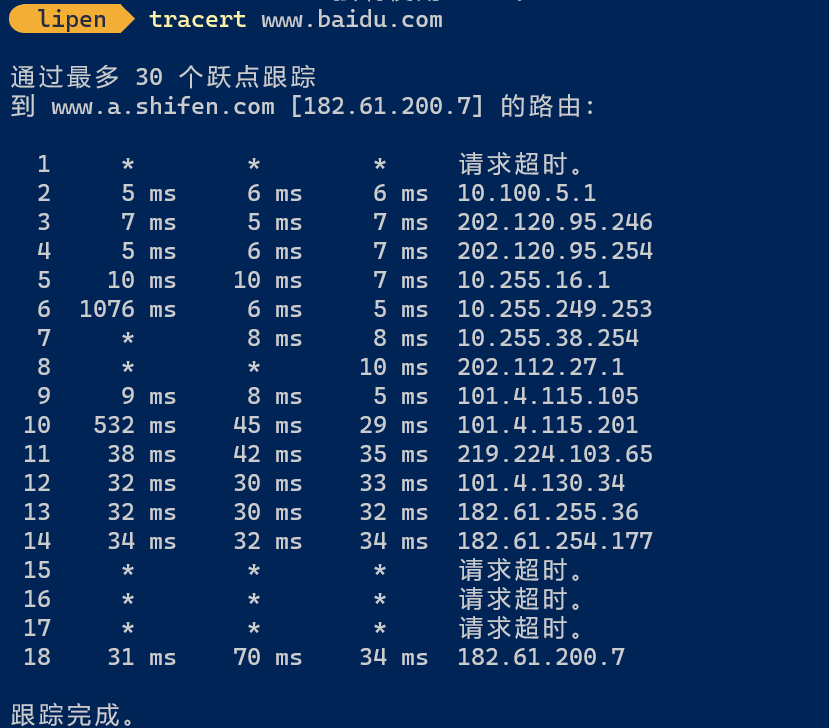 lipen tracert www.baidu.com
通过最多 30 个跃点跟踪
到 www.a.shifen.com [182.61.200.7] 的路由:
1 * * * 请求超时。
2 5 ms 6 ms 6 ms 10.100.5.1
3 7 ms 5 ms 7 ms 202.120.95.246
4 5 ms 6 ms 7 ms 202.120.95.254
5 10 ms 10 ms 7 ms 10.255.16.1
6 1076 ms 6 ms 5 ms 10.255.249.253
7 * 8 ms 8 ms 10.255.38.254
8 * * 10 ms 202.112.27.1
9 9 ms 8 ms 5 ms 101.4.115.105
10 532 ms 45 ms 29 ms 101.4.115.201
11 38 ms 42 ms 35 ms 219.224.103.65
12 32 ms 30 ms 33 ms 101.4.130.34
13 32 ms 30 ms 32 ms 182.61.255.36
14 34 ms 32 ms 34 ms 182.61.254.177
15 * * * 请求超时。
16 * * * 请求超时。
17 * * * 请求超时。
18 31 ms 70 ms 34 ms 182.61.200.7
跟踪完成。